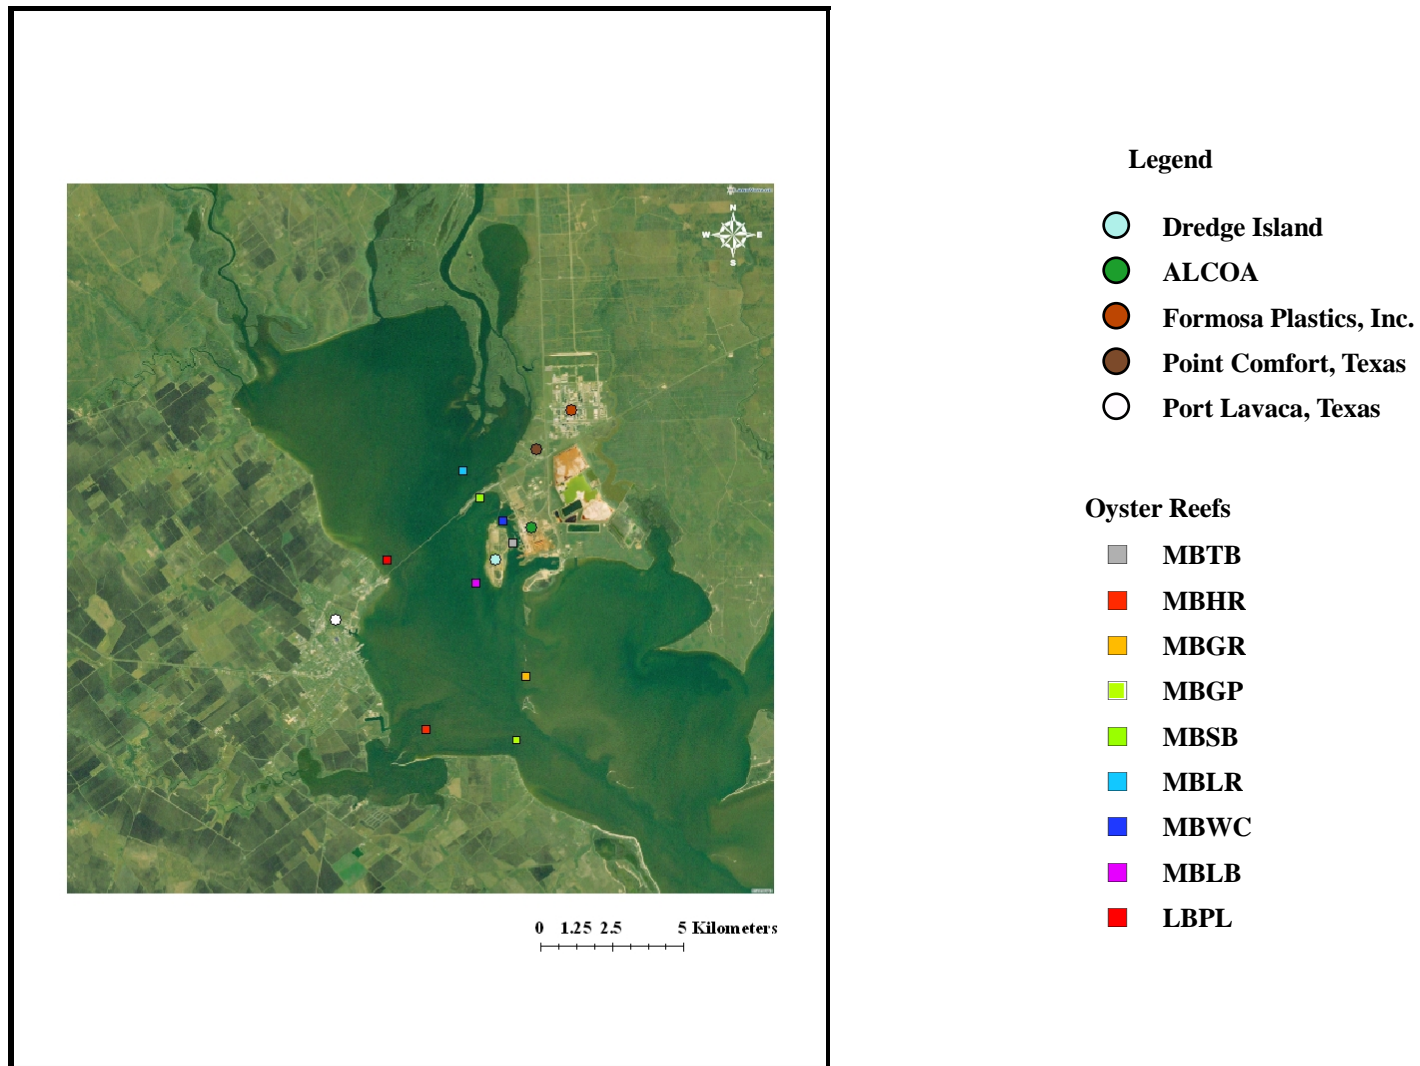 N
W E
S
0 1.25 2.5 5 Kilometers
Legend
Dredge Island
ALCOA
Formosa Plastics, Inc.
Point Comfort, Texas
Port Lavaca, Texas
Oyster Reefs
MBTB
MBHR
MBGR
MBGP
MBSB
MBLR
MBWC
MBLB
LBPL